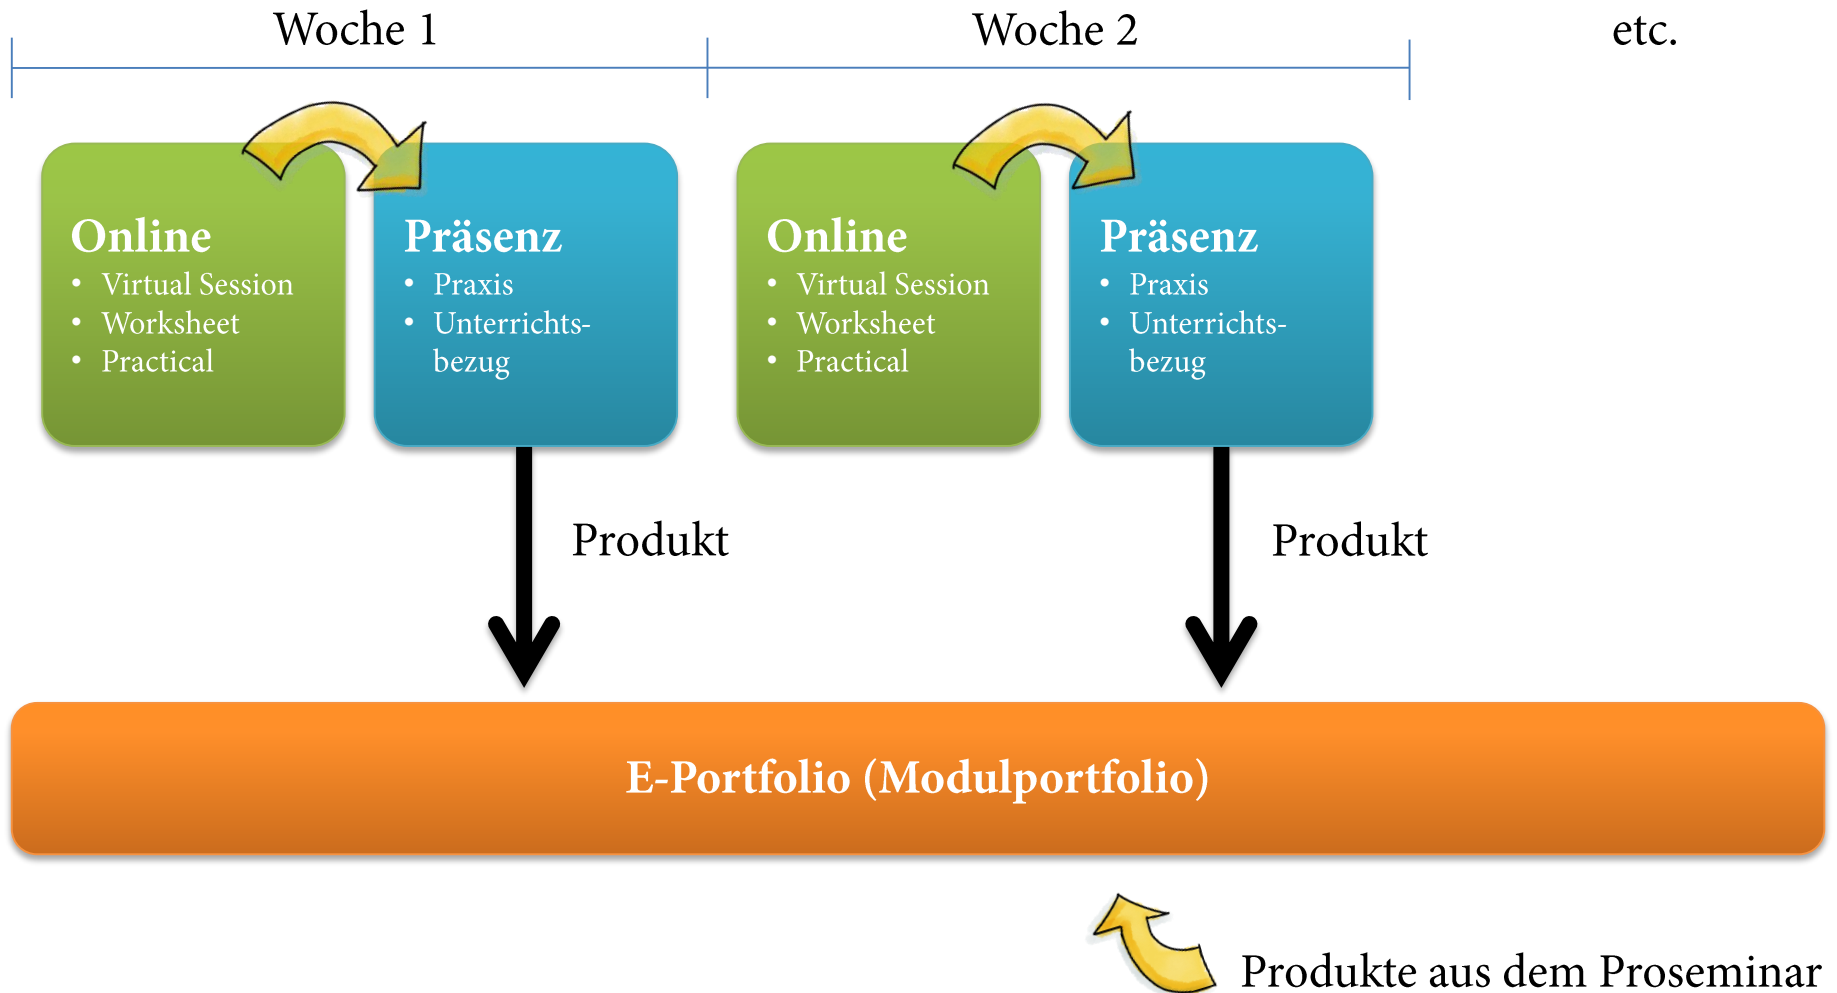 Woche 1
Woche 2
etc.
Online
• Virtual Session
• Worksheet
• Practical
Präsenz
• Praxis
• Unterrichts-
bezug
Online
• Virtual Session
• Worksheet
• Practical
Präsenz
• Praxis
• Unterrichts-
bezug
Produkt
Produkt
E-Portfolio (Modulportfolio)
Produkte aus dem Proseminar